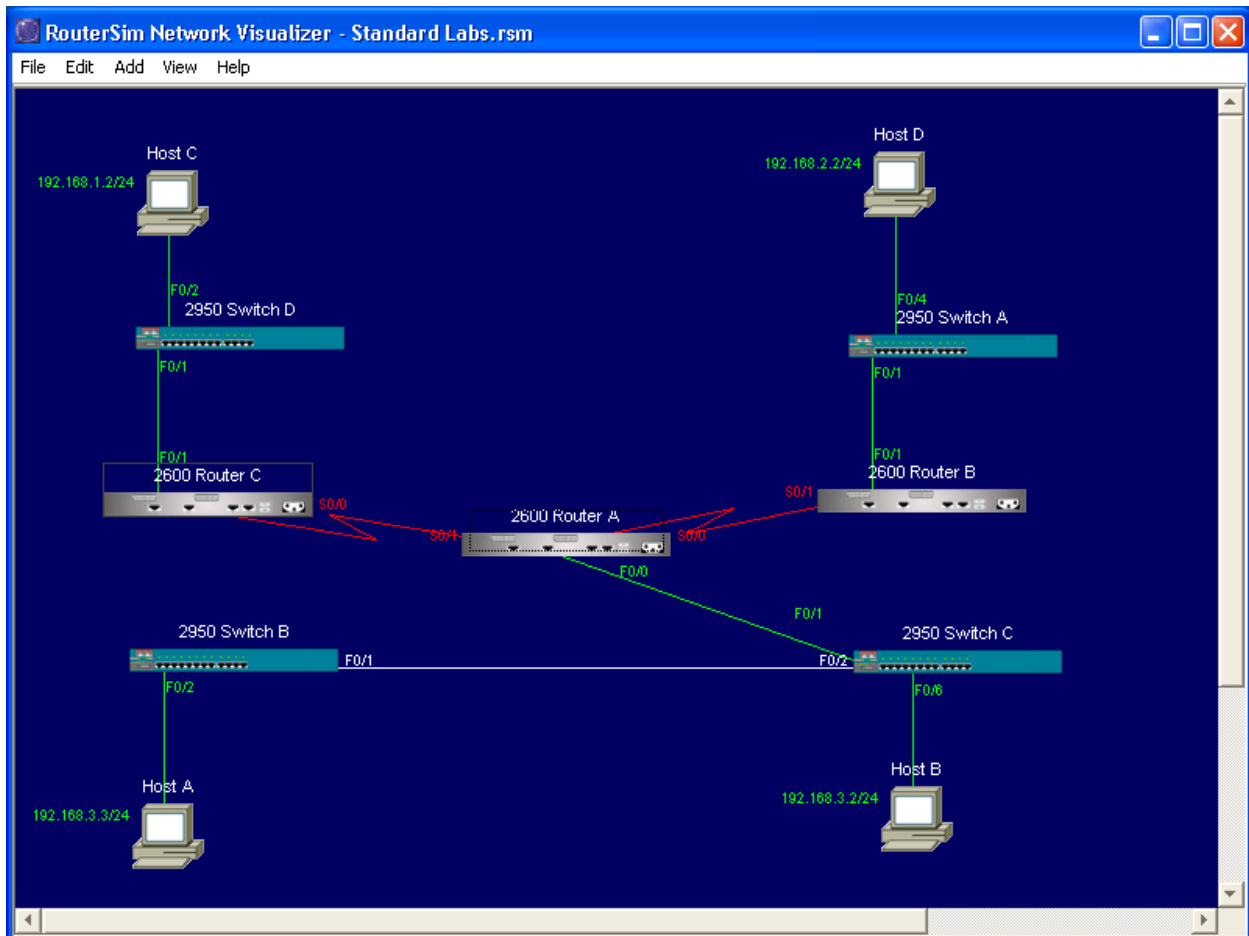 RouterSim Network Visualizer - Standard Labs.rsm
File Edit Add View Help
Host C
192.168.1.2/24
Host D
192.168.2.2/24
F0/2
2950 Switch D
F0/1
F0/4
2950 Switch A
F0/1
F0/1
2600 Router C
S0/0
F0/1
2600 Router B
S0/1
2600 Router A
S0/1
S0/0
F0/0
F0/1
2950 Switch B
F0/1
F0/2
2950 Switch C
F0/2
F0/6
Host A
192.168.3.3/24
Host B
192.168.3.2/24